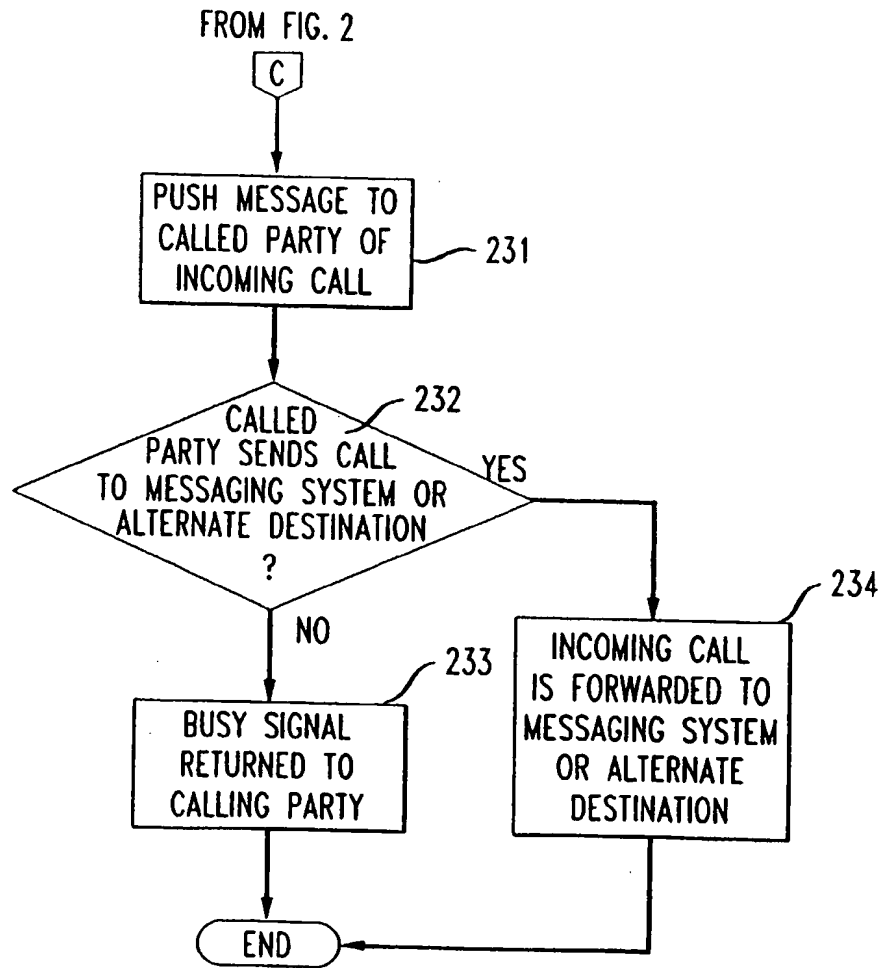 FROM FIG. 2
C
PUSH MESSAGE TO
CALLED PARTY OF
INCOMING CALL
231
CALLED
PARTY SENDS CALL
TO MESSAGING SYSTEM OR
ALTERNATE DESTINATION
?
232
YES
NO
BUSY SIGNAL
RETURNED TO
CALLING PARTY
233
INCOMING CALL
IS FORWARDED TO
MESSAGING SYSTEM
OR ALTERNATE
DESTINATION
234
END